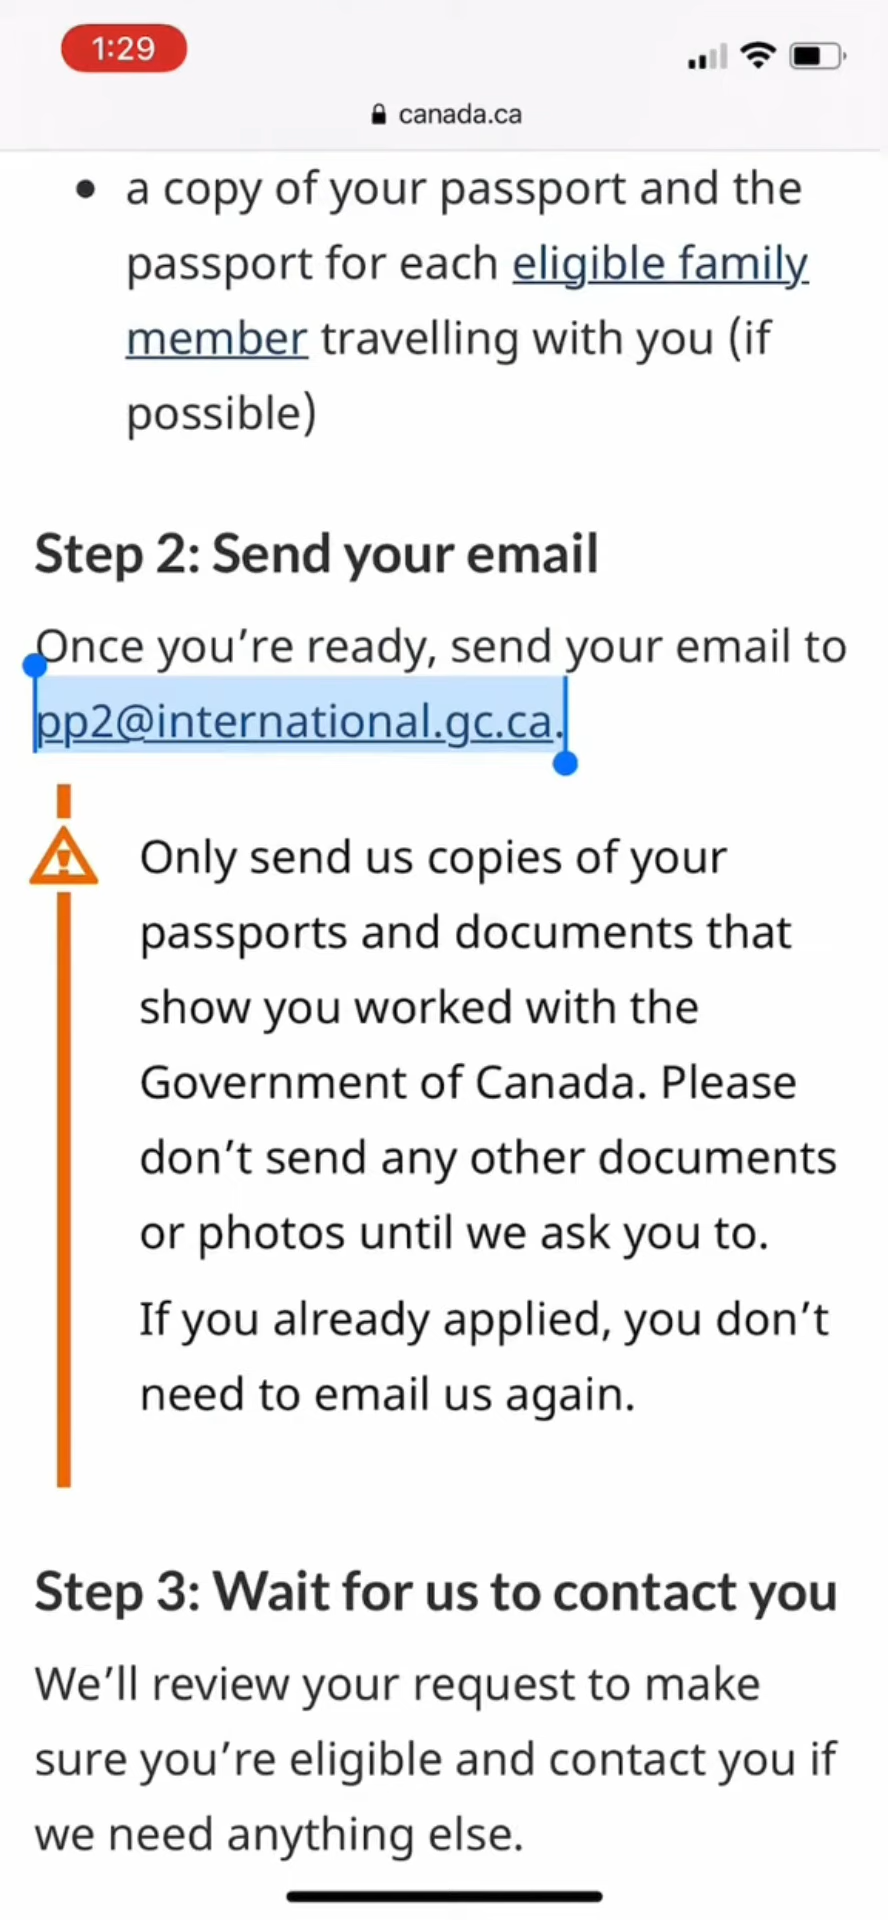 1:29
canada.ca
• a copy of your passport and the
passport for each eligible family
member travelling with you (if
possible)
Step 2: Send your email
Once you’re ready, send your email to
pp2@international.gc.ca.
Only send us copies of your
passports and documents that
show you worked with the
Government of Canada. Please
don’t send any other documents
or photos until we ask you to.
If you already applied, you don’t
need to email us again.
Step 3: Wait for us to contact you
We’ll review your request to make
sure you’re eligible and contact you if
we need anything else.